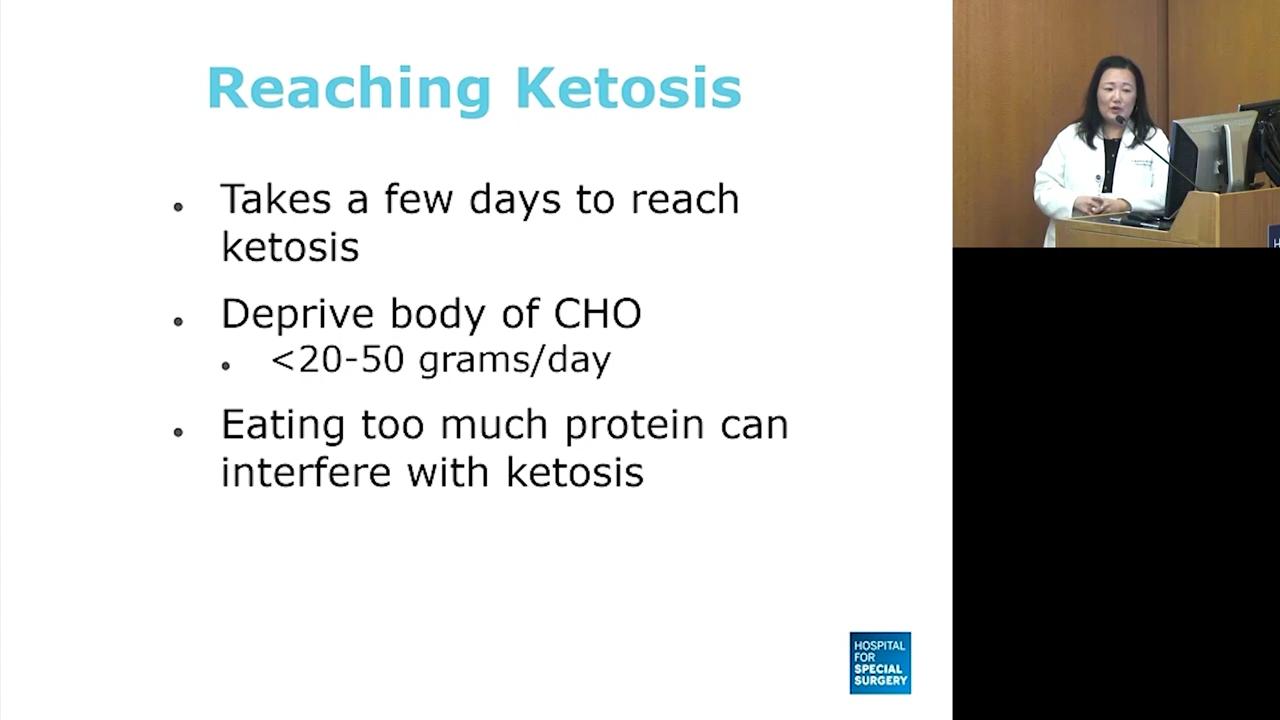 Reaching Ketosis
Takes a few days to reach
ketosis
Deprive body of CHO
<20-50 grams/day
Eating too much protein can
interfere with ketosis
HOSPITAL
FOR
SPECIAL
SURGERY
H